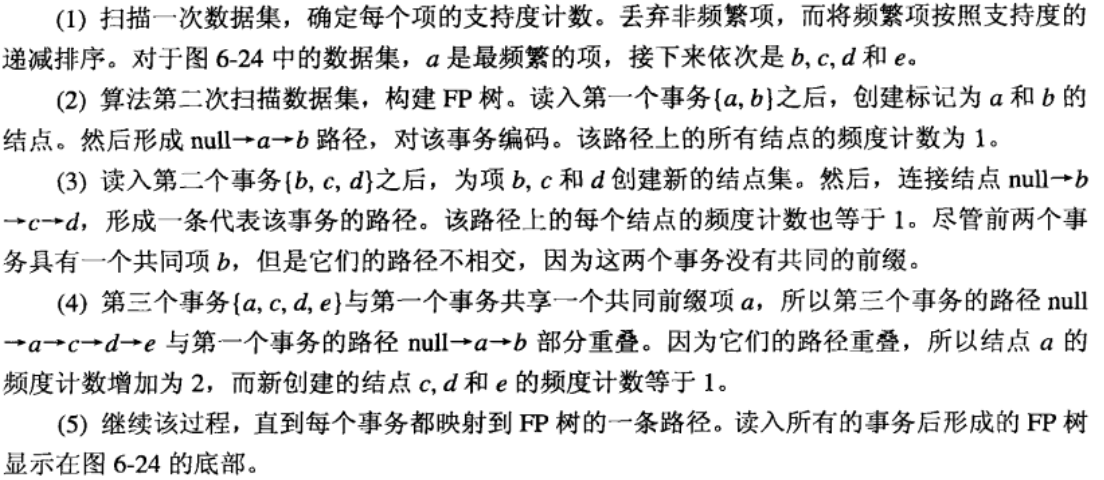 (1) 扫描一次数据集，确定每个项的支持度计数。丢弃非频繁项，而将频繁项按照支持度的
递减排序。对于图 6-24 中的数据集，a 是最频繁的项，接下来依次是 b, c, d 和 e。
(2) 算法第二次扫描数据集，构建 FP 树。读入第一个事务{a, b}之后，创建标记为 a 和 b 的
结点。然后形成 null→a→b 路径，对该事务编码。该路径上的所有结点的频度计数为 1。
(3) 读入第二个事务{b, c, d}之后，为项 b, c 和 d 创建新的结点集。然后，连接结点 null→b
→c→d，形成一条代表该事务的路径。该路径上的每个结点的频度计数也等于 1。尽管前两个事
务具有一个共同项 b，但是它们的路径不相交，因为这两个事务没有共同的前缀。
(4) 第三个事务{a, c, d, e}与第一个事务共享一个共同前缀项 a，所以第三个事务的路径 null
→a→c→d→e 与第一个事务的路径 null→a→b 部分重叠。因为它们的路径重叠，所以结点 a 的
频度计数增加为 2，而新创建的结点 c, d 和 e 的频度计数等于 1。
(5) 继续该过程，直到每个事务都映射到 FP 树的一条路径。读入所有的事务后形成的 FP 树
显示在图 6-24 的底部。